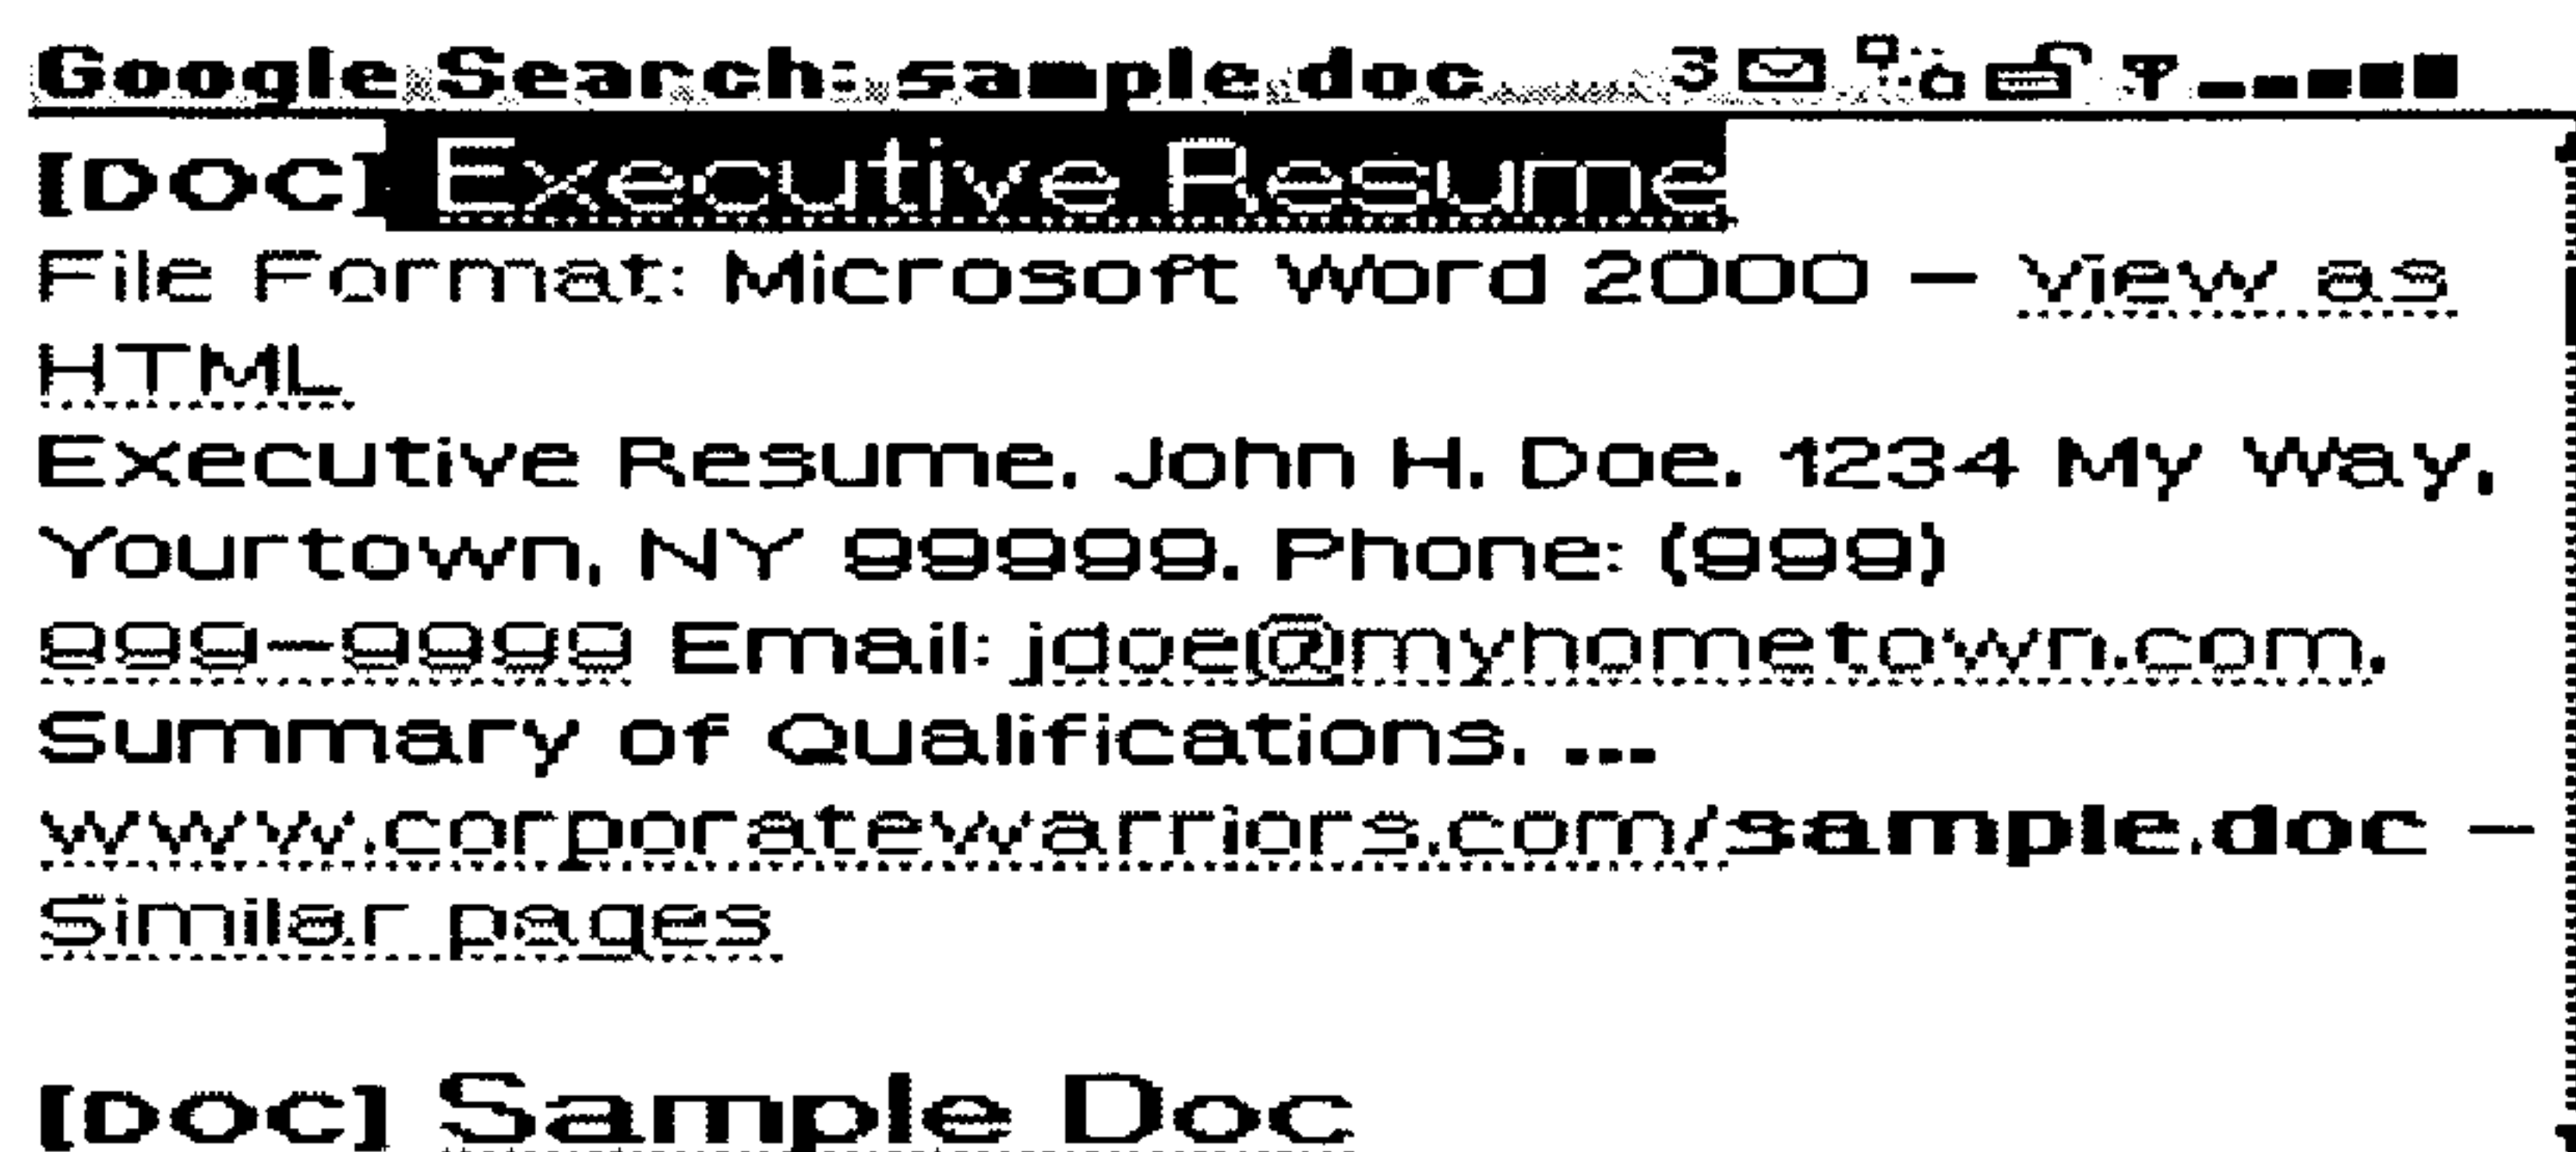 Google Search: sample doc 3
[DOC] Executive Resume
File Format: Microsoft Word 2000 - View as
HTML
Executive Resume. John H. Doe. 1234 My Way,
Yourtown, NY 99999. Phone: (999)
999-9999 Email: jdoe@myhometown.com.
Summary of Qualifications. ...
www.corporatewarriors.com/sample.doc -
Similar pages
[DOC] Sample Doc